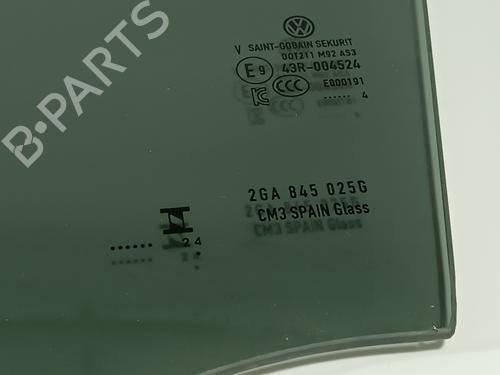 V SAINT-GOBAIN SEKURIT
DOT211 M92 AS3
E9 43R-004524
KC CCC E000191
...... 4
2GA 845 025G
CM3 SPAIN Glass
...... 24
.
B-PARTS